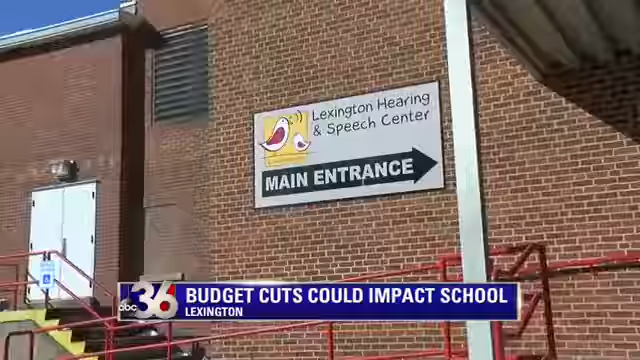 Lexington Hearing
& Speech Center
MAIN ENTRANCE
abc 36
BUDGET CUTS COULD IMPACT SCHOOL
LEXINGTON